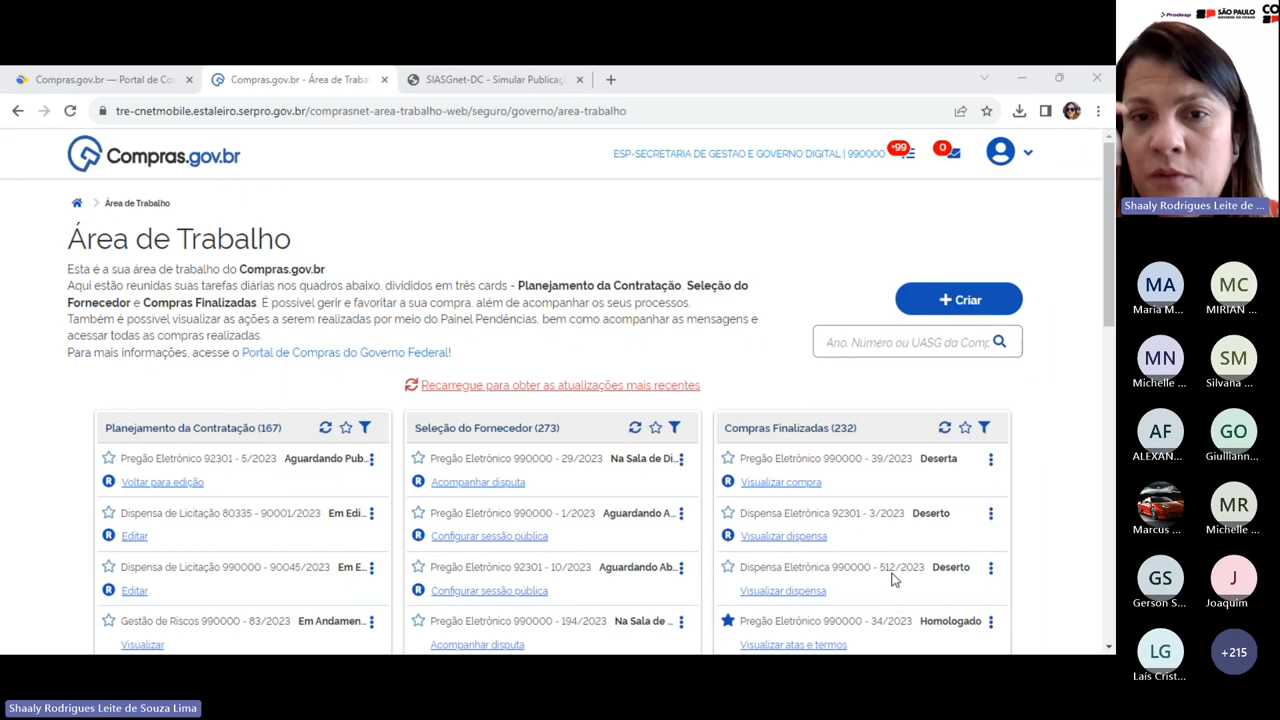 Compras.gov.br — Portal de Co
Compras.gov.br - Área de Traba
SIASGnet-DC - Simular Publicaç
tre-cnetmobile.estaleiro.serpro.gov.br/comprasnet-area-trabalho-web/seguro/governo/area-trabalho
Compras.gov.br
ESP-SECRETARIA DE GESTAO E GOVERNO DIGITAL | 990000
+99
0
Área de Trabalho
Área de Trabalho
Esta é a sua área de trabalho do Compras.gov.br
Aqui estão reunidas suas tarefas diárias nos quadros abaixo, divididos em três cards - Planejamento da Contratação, Seleção do
Fornecedor e Compras Finalizadas. É possível gerir e favoritar a sua compra, além de acompanhar os seus processos.
Também é possível visualizar as ações a serem realizadas por meio do Painel Pendências, bem como acompanhar as mensagens e
acessar todas as compras realizadas.
Para mais informações, acesse o Portal de Compras do Governo Federal!
+ Criar
Ano. Número ou UASG da Comp
Recarregue para obter as atualizações mais recentes
Planejamento da Contratação (167)
Pregão Eletrônico 92301 - 5/2023 Aguardando Pub...
R Voltar para edição
Dispensa de Licitação 80335 - 90001/2023 Em Edi...
R Editar
Dispensa de Licitação 990000 - 90045/2023 Em E...
R Editar
Gestão de Riscos 990000 - 83/2023 Em Andamen...
Visualizar
Seleção do Fornecedor (273)
Pregão Eletrônico 990000 - 29/2023 Na Sala de Di...
R Acompanhar disputa
Pregão Eletrônico 990000 - 1/2023 Aguardando A...
R Configurar sessão pública
Pregão Eletrônico 92301 - 10/2023 Aguardando Ab...
R Configurar sessão pública
Pregão Eletrônico 990000 - 194/2023 Na Sala de ...
Acompanhar disputa
Compras Finalizadas (232)
Pregão Eletrônico 990000 - 39/2023 Deserta
R Visualizar compra
Dispensa Eletrônica 92301 - 3/2023 Deserto
R Visualizar dispensa
Dispensa Eletrônica 990000 - 512/2023 Deserto
Visualizar dispensa
Pregão Eletrônico 990000 - 34/2023 Homologado
Visualizar atas e termos
Prodesp
SÃO PAULO
GOVERNO DO ESTADO
CO
Shaaly Rodrigues Leite de ...
MA
Maria M...
MC
MIRIAN ...
MN
Michelle ...
SM
Silvana ...
AF
ALEXAN...
GO
Giulliann...
Marcus ...
MR
Michelle ...
GS
Gerson S...
J
Joaquim
LG
Laís Crist...
+215
Shaaly Rodrigues Leite de Souza Lima